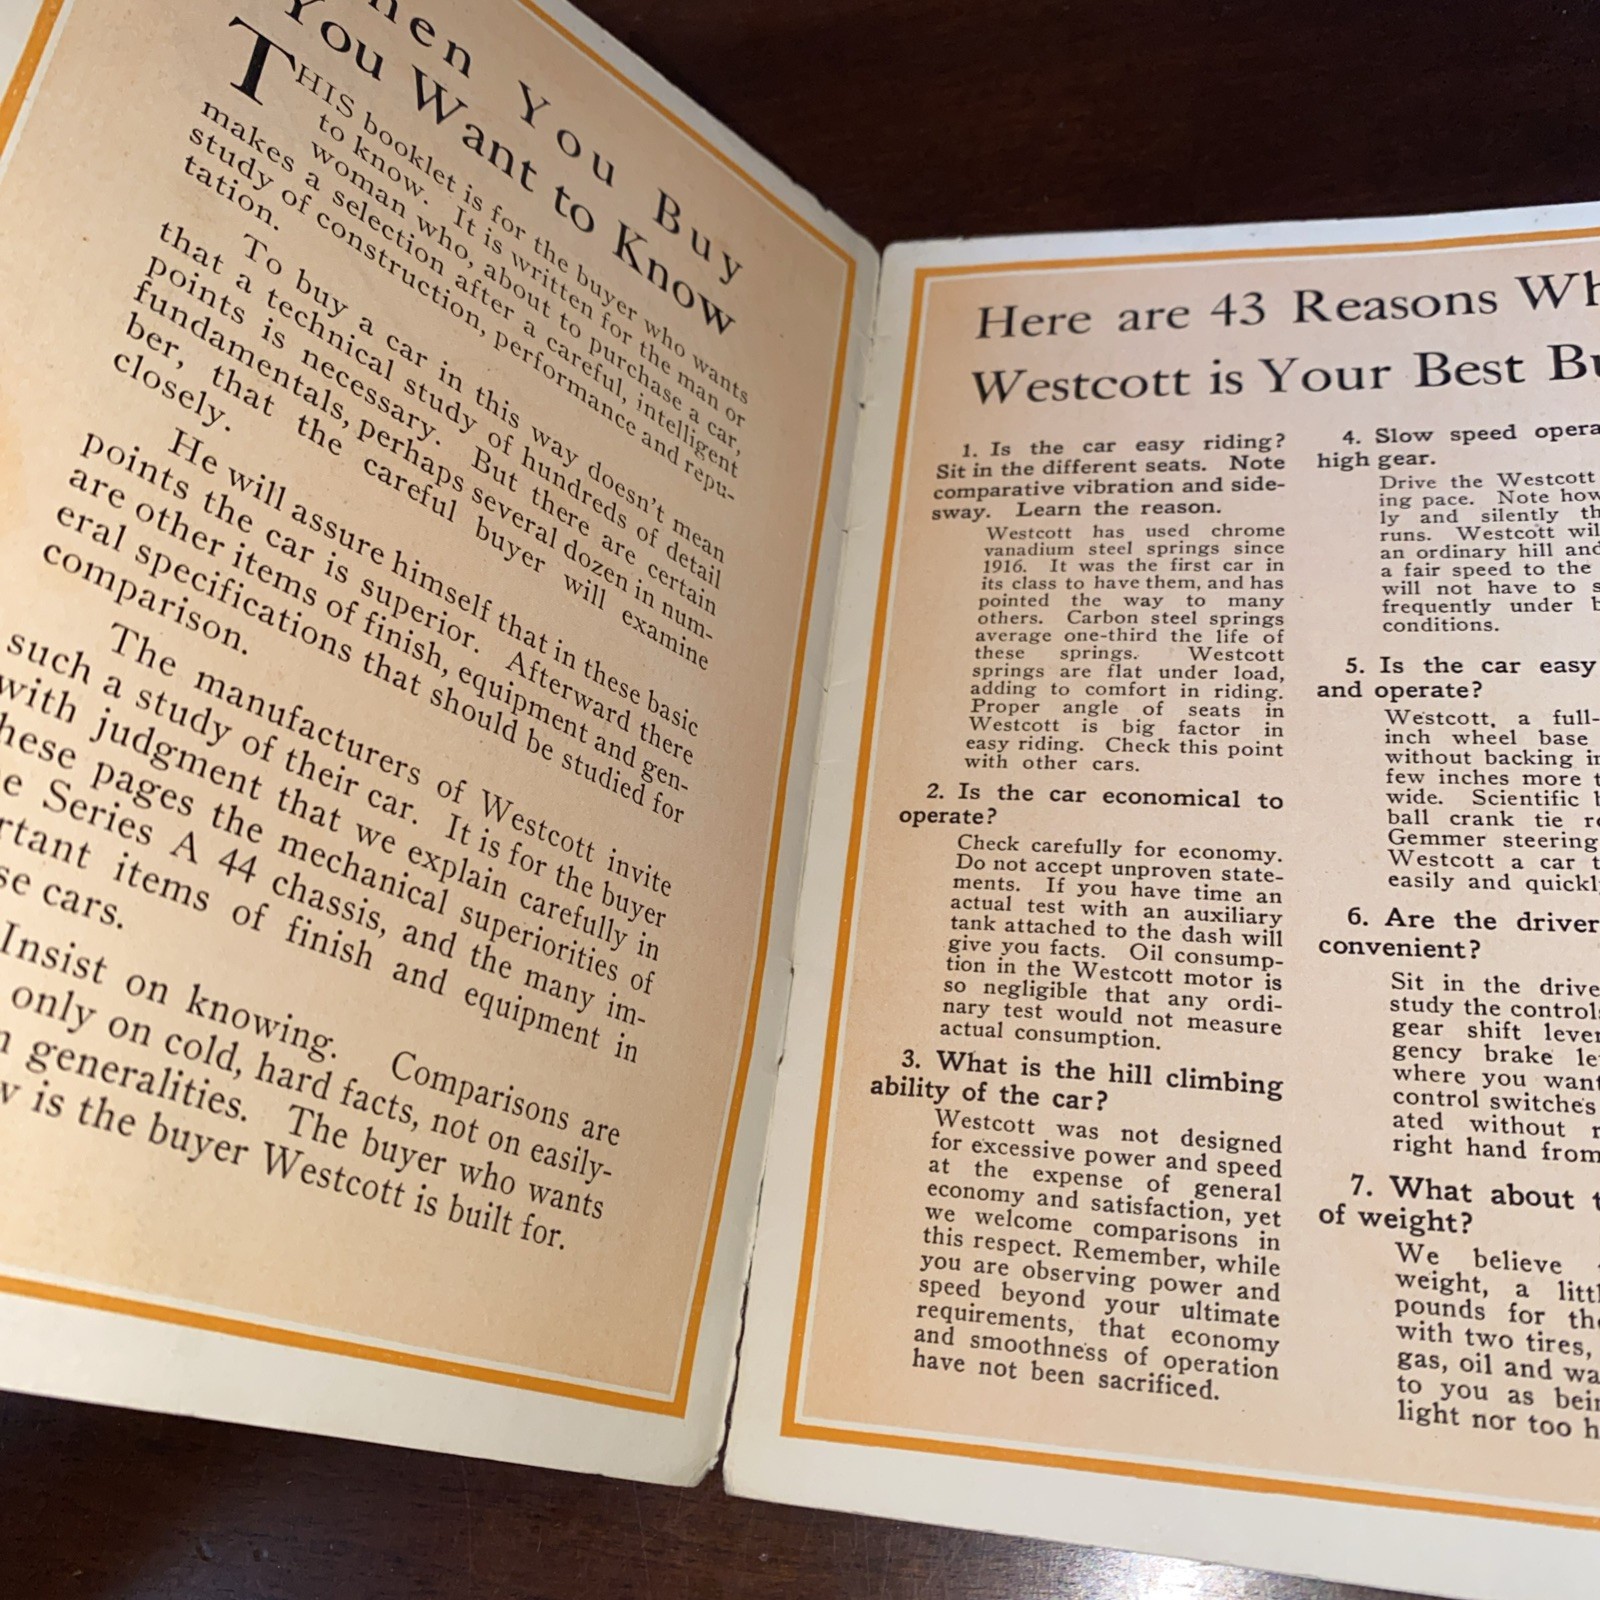 When You Buy
You Want to Know
THIS booklet is for the buyer who wants
to know. It is written for the man or
woman who, about to purchase a car,
makes a selection after a careful, intelligent
study of construction, performance and repu-
tation.
To buy a car in this way doesn't mean
that a technical study of hundreds of detail
points is necessary. But there are certain
fundamentals, perhaps several dozen in num-
ber, that the careful buyer will examine
closely.
He will assure himself that in these basic
points the car is superior. Afterward there
are other items of finish, equipment and gen-
eral specifications that should be studied for
comparison.
The manufacturers of Westcott invite
such a study of their car. It is for the buyer
with judgment that we explain carefully in
these pages the mechanical superiorities of
e Series A 44 chassis, and the many im-
rtant items of finish and equipment in
se cars.
Insist on knowing. Comparisons are
only on cold, hard facts, not on easily-
n generalities. The buyer who wants
w is the buyer Westcott is built for.
Here are 43 Reasons Wh
Westcott is Your Best Bu
1. Is the car easy riding?
Sit in the different seats. Note
comparative vibration and side-
sway. Learn the reason.
Westcott has used chrome
vanadium steel springs since
1916. It was the first car in
its class to have them, and has
pointed the way to many
others. Carbon steel springs
average one-third the life of
these springs. Westcott
springs are flat under load,
adding to comfort in riding.
Proper angle of seats in
Westcott is big factor in
easy riding. Check this point
with other cars.
2. Is the car economical to
operate?
Check carefully for economy.
Do not accept unproven state-
ments. If you have time an
actual test with an auxiliary
tank attached to the dash will
give you facts. Oil consump-
tion in the Westcott motor is
so negligible that any ordi-
nary test would not measure
actual consumption.
3. What is the hill climbing
ability of the car?
Westcott was not designed
for excessive power and speed
at the expense of general
economy and satisfaction, yet
we welcome comparisons in
this respect. Remember, while
you are observing power and
speed beyond your ultimate
requirements, that economy
and smoothness of operation
have not been sacrificed.
4. Slow speed opera
high gear.
Drive the Westcott
ing pace. Note how
ly and silently th
runs. Westcott wil
an ordinary hill and
a fair speed to the
will not have to s
frequently under b
conditions.
5. Is the car easy
and operate?
Westcott, a full-
inch wheel base
without backing in
few inches more t
wide. Scientific b
ball crank tie ro
Gemmer steering
Westcott a car t
easily and quickly
6. Are the driver
convenient?
Sit in the drive
study the controls
gear shift lever
gency brake le
where you want
control switches
ated without r
right hand from
7. What about t
of weight?
We believe
weight, a littl
pounds for the
with two tires,
gas, oil and wa
to you as bein
light nor too h